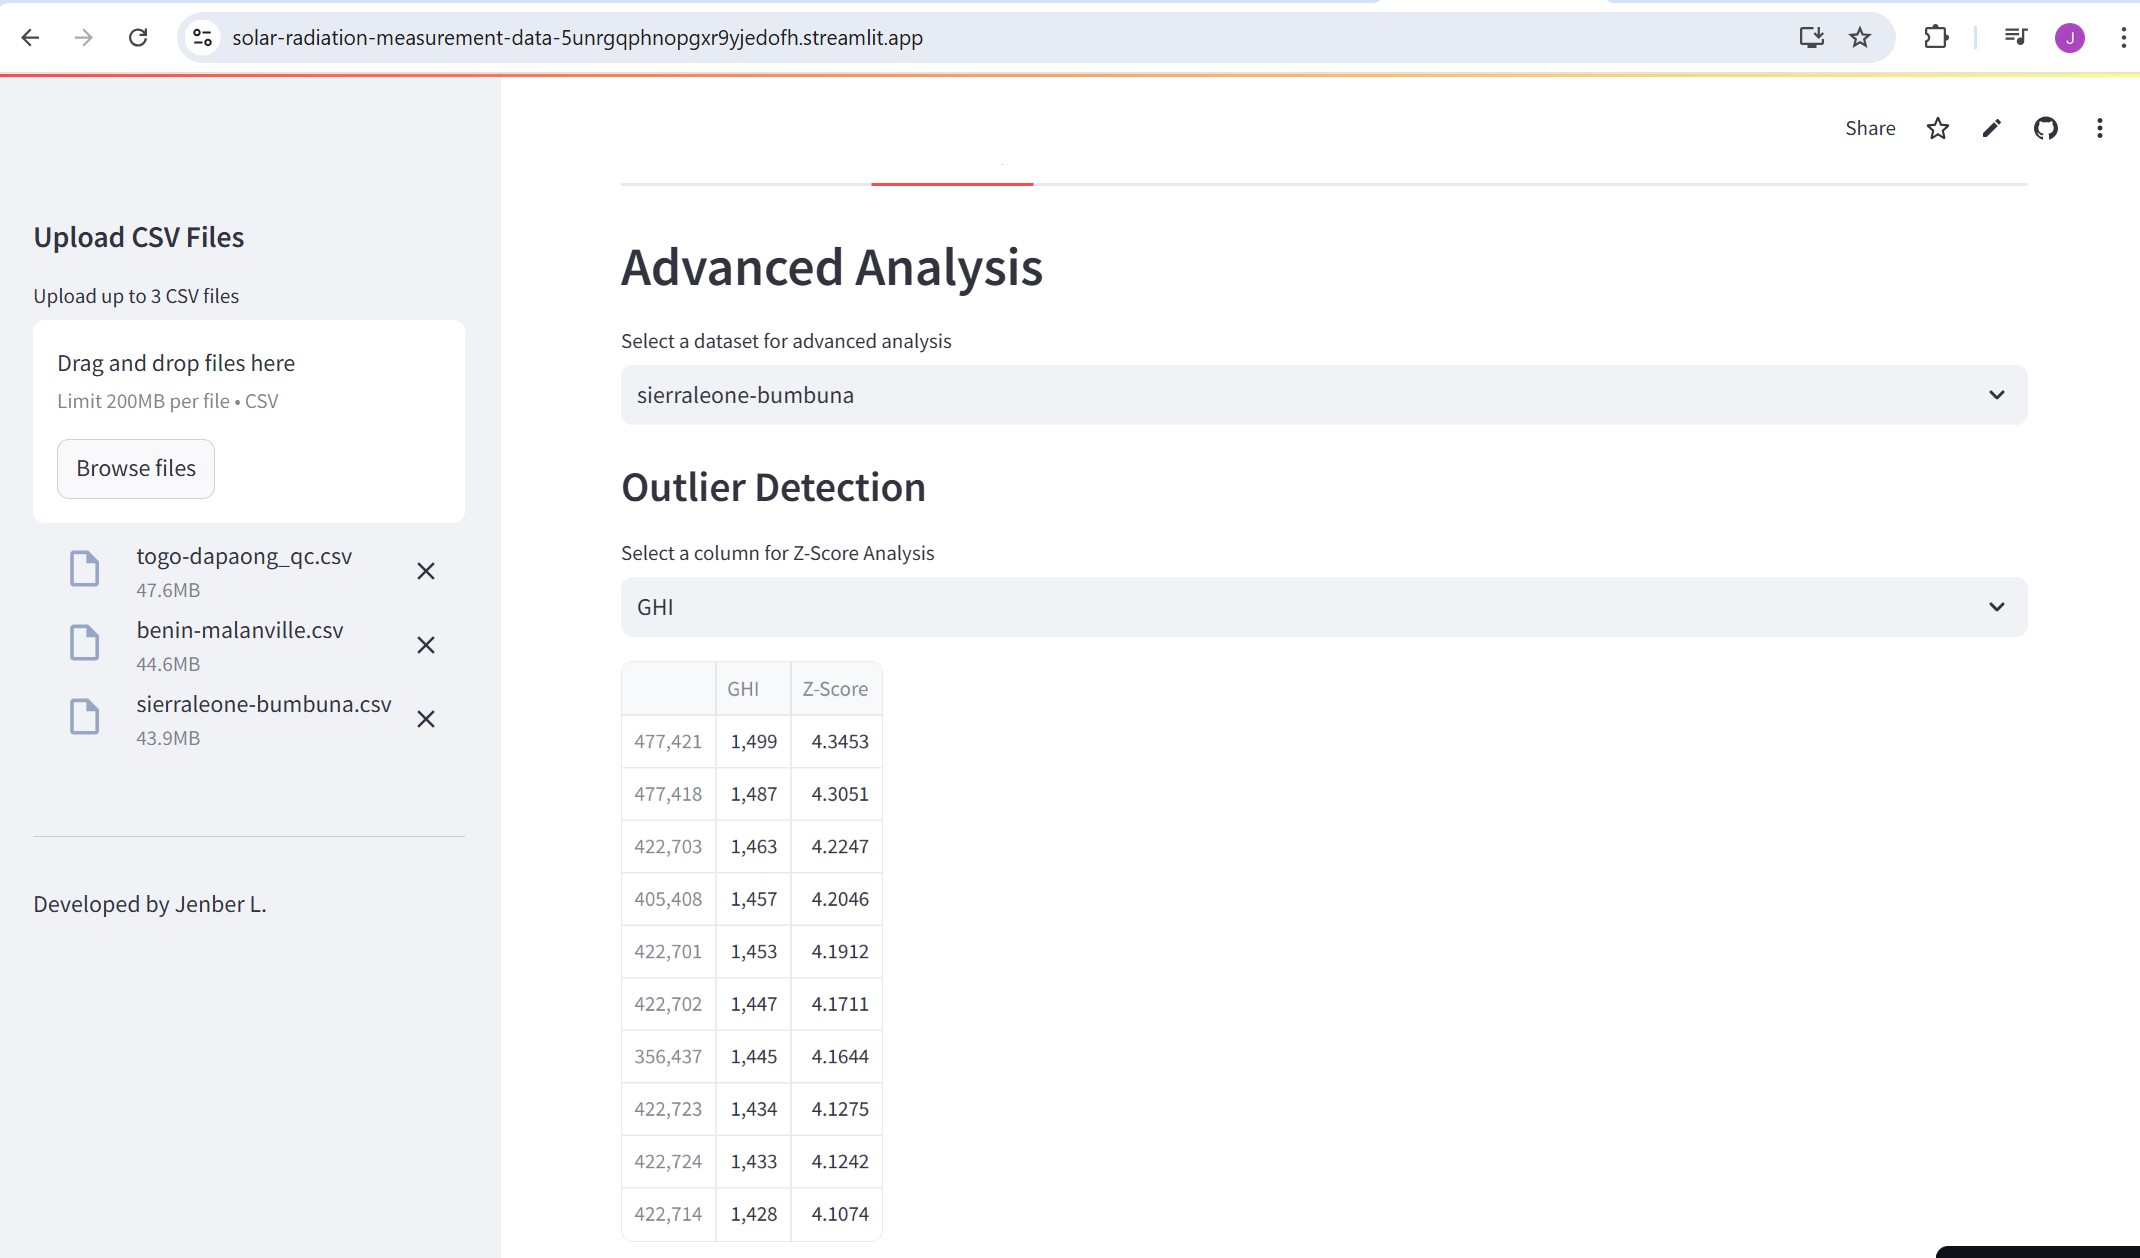 solar-radiation-measurement-data-5unrgqphnopgxr9yjedofh.streamlit.app
J
Share
Upload CSV Files
Upload up to 3 CSV files
Drag and drop files here
Limit 200MB per file • CSV
Browse files
togo-dapaong_qc.csv
47.6MB
benin-malanville.csv
44.6MB
sierraleone-bumbuna.csv
43.9MB
Developed by Jenber L.
Advanced Analysis
Select a dataset for advanced analysis
sierraleone-bumbuna
Outlier Detection
Select a column for Z-Score Analysis
GHI
GHI Z-Score
477,421 1,499 4.3453
477,418 1,487 4.3051
422,703 1,463 4.2247
405,408 1,457 4.2046
422,701 1,453 4.1912
422,702 1,447 4.1711
356,437 1,445 4.1644
422,723 1,434 4.1275
422,724 1,433 4.1242
422,714 1,428 4.1074